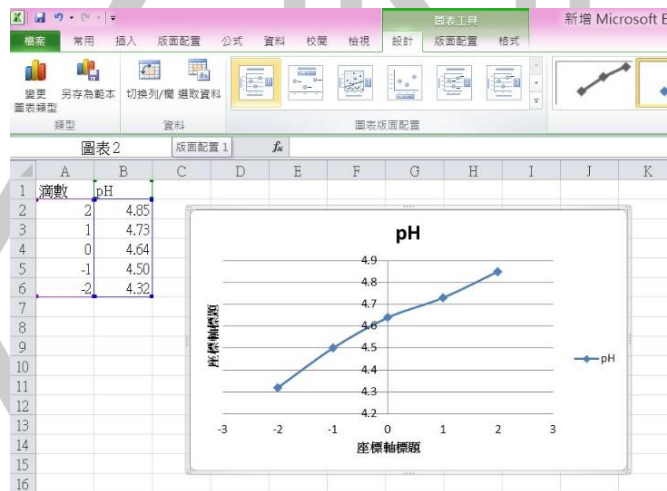 圖表工具 新增 Microsoft E
檔案 常用 插入 版面配置 公式 資料 校閱 檢視 設計 版面配置 格式
變更 另存為範本 切換列/欄 選取資料
圖表類型
類型 資料 圖表版面配置
圖表 2 版面配置 1 fx
A B C D E F G H I J K
1 滴數 pH
2 2 4.85
3 1 4.73
4 0 4.64
5 -1 4.50
6 -2 4.32
7
8
9
10
11
12
13
14
15
16
pH
4.9
4.8
4.7
4.6
4.5
4.4
4.3
4.2
座標軸標題
pH
-3 -2 -1 0 1 2 3
座標軸標題